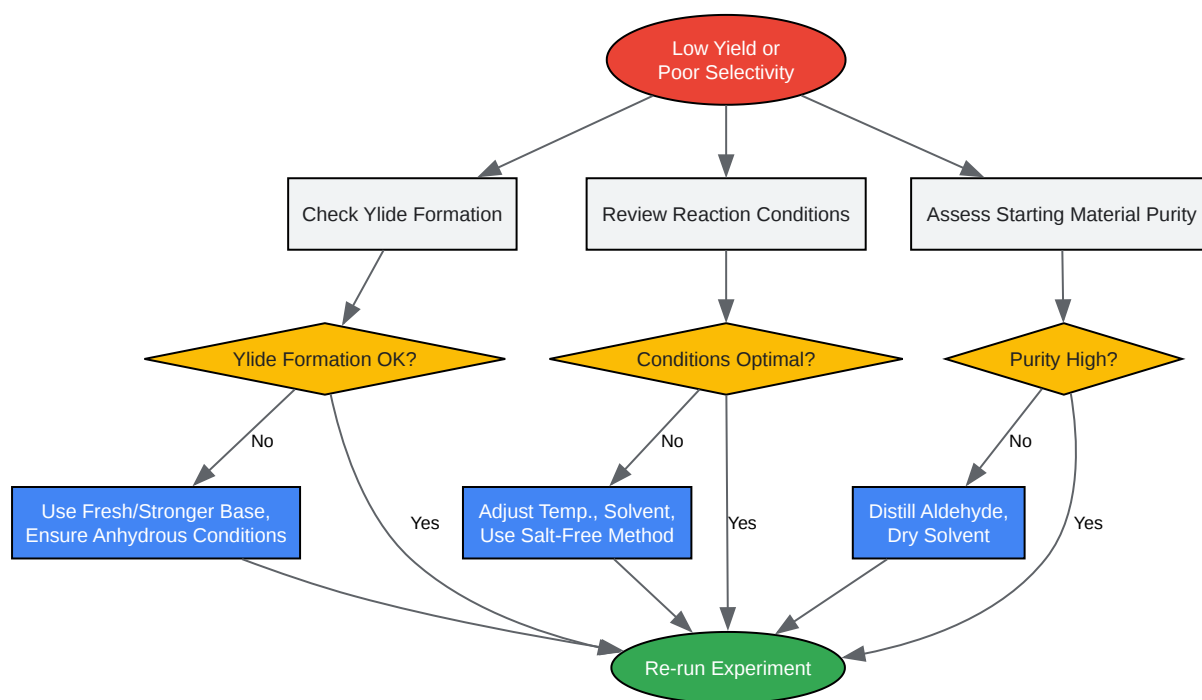 Low Yield or
Poor Selectivity
Check Ylide Formation
Review Reaction Conditions
Assess Starting Material Purity
Ylide Formation OK?
Conditions Optimal?
Purity High?
No
No
No
Use Fresh/Stronger Base,
Ensure Anhydrous Conditions
Yes
Adjust Temp., Solvent,
Use Salt-Free Method
Yes
Distill Aldehyde,
Dry Solvent
Yes
Re-run Experiment